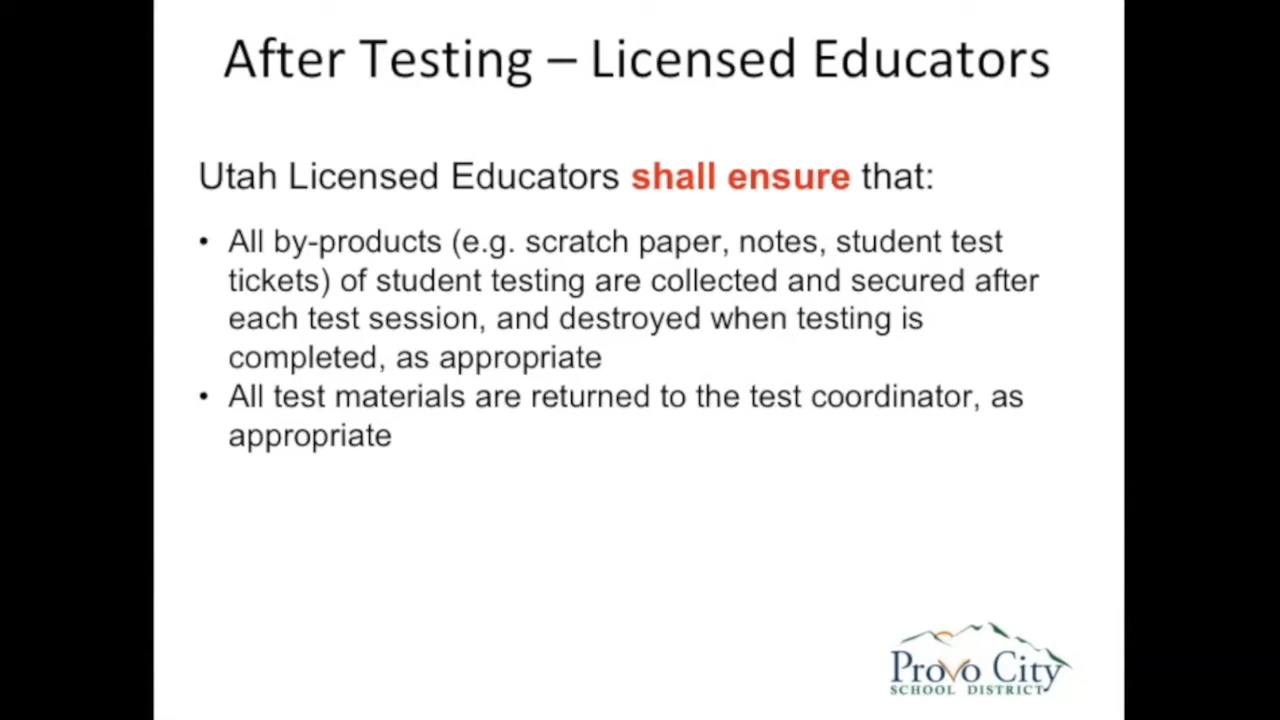 After Testing – Licensed Educators
Utah Licensed Educators shall ensure that:
• All by-products (e.g. scratch paper, notes, student test
tickets) of student testing are collected and secured after
each test session, and destroyed when testing is
completed, as appropriate
• All test materials are returned to the test coordinator, as
appropriate
Provo City
SCHOOL DISTRICT